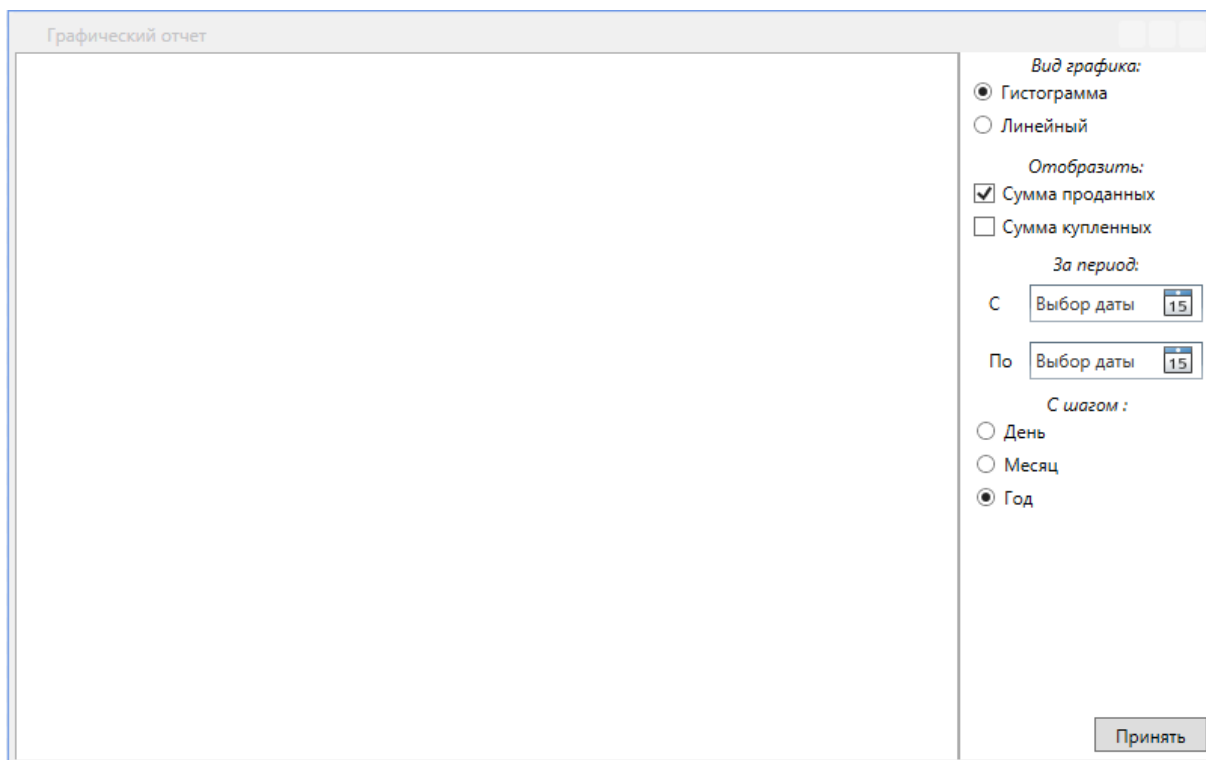 Графический отчет
Вид графика:
Гистограмма
Линейный
Отобразить:
Сумма проданных
Сумма купленных
За период:
С Выбор даты 15
По Выбор даты 15
С шагом :
День
Месяц
Год
Принять